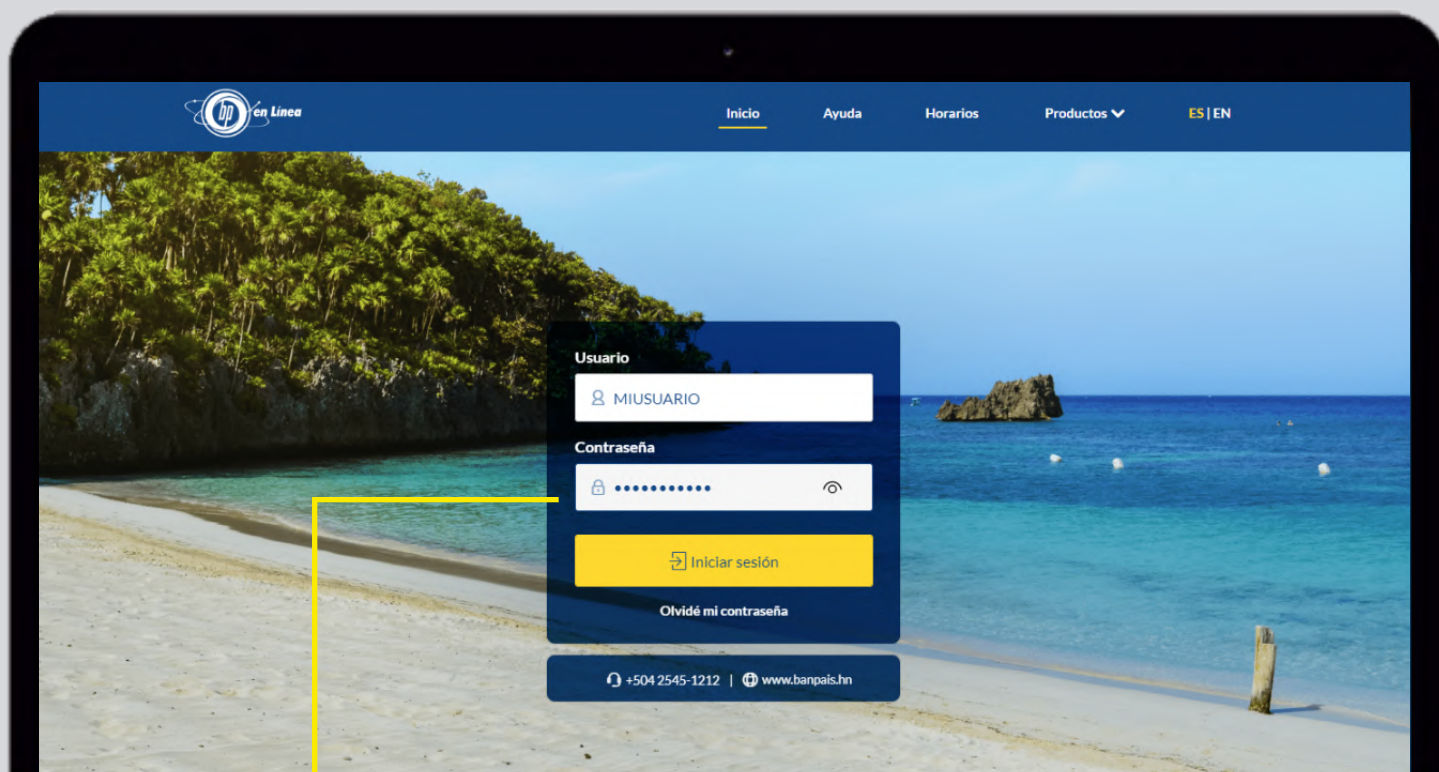 bp en Línea
Inicio Ayuda Horarios Productos ES | EN
Usuario
MIUSUARIO
Contraseña
•••••••••••
Iniciar sesión
Olvidé mi contraseña
+504 2545-1212 | www.banpais.hn